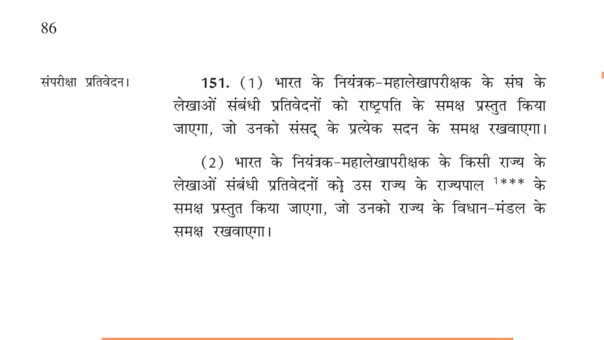 86
संपरीक्षा प्रतिवेदन।
151. (1) भारत के नियंत्रक-महालेखापरीक्षक के संघ के
लेखाओं संबंधी प्रतिवेदनों को राष्ट्रपति के समक्ष प्रस्तुत किया
जाएगा, जो उनको संसद् के प्रत्येक सदन के समक्ष रखवाएगा।
(2) भारत के नियंत्रक-महालेखापरीक्षक के किसी राज्य के
लेखाओं संबंधी प्रतिवेदनों को उस राज्य के राज्यपाल 1*** के
समक्ष प्रस्तुत किया जाएगा, जो उनको राज्य के विधान-मंडल के
समक्ष रखवाएगा।